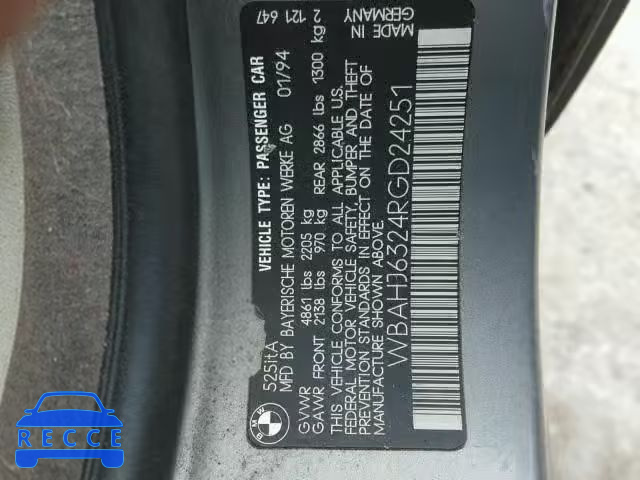 525itA
VEHICLE TYPE: PASSENGER CAR 2 121 647
MFD BY BAYERISCHE MOTOREN WERKE AG 01/94
GVWR 4861 lbs 2205 kg
GAWR FRONT 2138 lbs 970 kg REAR 2866 lbs 1300 kg
THIS VEHICLE CONFORMS TO ALL APPLICABLE U.S.
FEDERAL MOTOR VEHICLE SAFETY, BUMPER AND THEFT
PREVENTION STANDARDS IN EFFECT ON THE DATE OF
MANUFACTURE SHOWN ABOVE.
MADE IN
GERMANY
WBAHJ6324RGD24251
BMW
RECCE